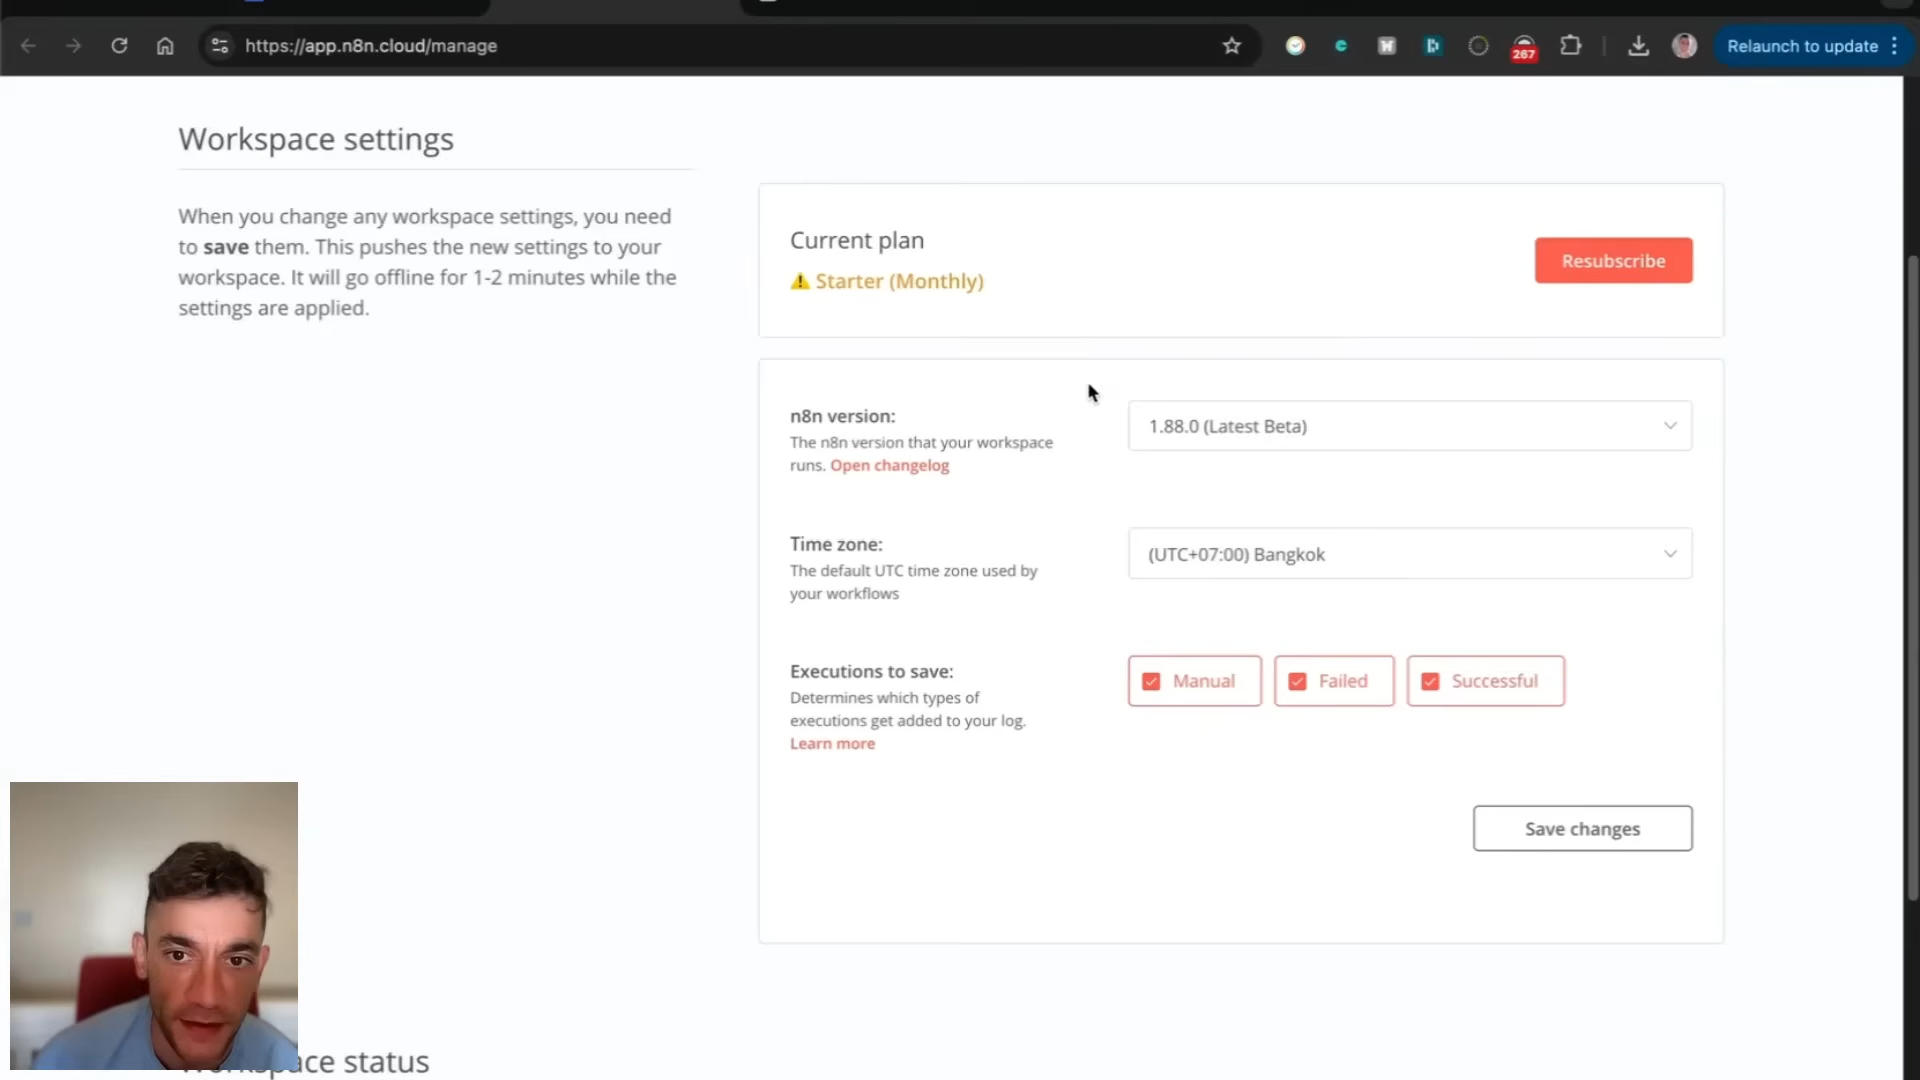 https://app.n8n.cloud/manage
267
Relaunch to update
Workspace settings
When you change any workspace settings, you need
to save them. This pushes the new settings to your
workspace. It will go offline for 1-2 minutes while the
settings are applied.
Current plan
Starter (Monthly)
Resubscribe
n8n version:
The n8n version that your workspace
runs. Open changelog
1.88.0 (Latest Beta)
Time zone:
The default UTC time zone used by
your workflows
(UTC+07:00) Bangkok
Executions to save:
Determines which types of
executions get added to your log.
Learn more
Manual
Failed
Successful
Save changes
Workspace status